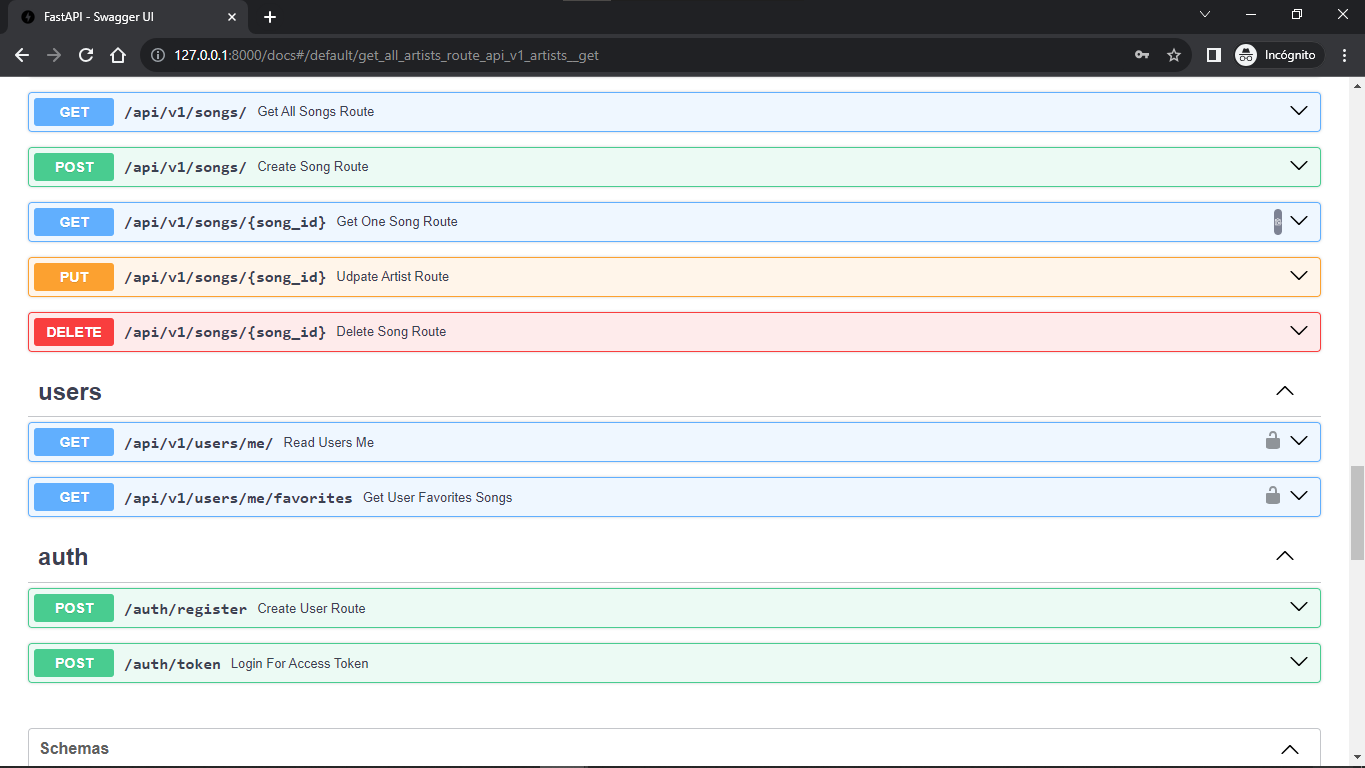 FastAPI - Swagger UI
127.0.0.1:8000/docs#/default/get_all_artists_route_api_v1_artists__get
Incógnito
GET /api/v1/songs/ Get All Songs Route
POST /api/v1/songs/ Create Song Route
GET /api/v1/songs/{song_id} Get One Song Route
PUT /api/v1/songs/{song_id} Udpate Artist Route
DELETE /api/v1/songs/{song_id} Delete Song Route
users
GET /api/v1/users/me/ Read Users Me
GET /api/v1/users/me/favorites Get User Favorites Songs
auth
POST /auth/register Create User Route
POST /auth/token Login For Access Token
Schemas